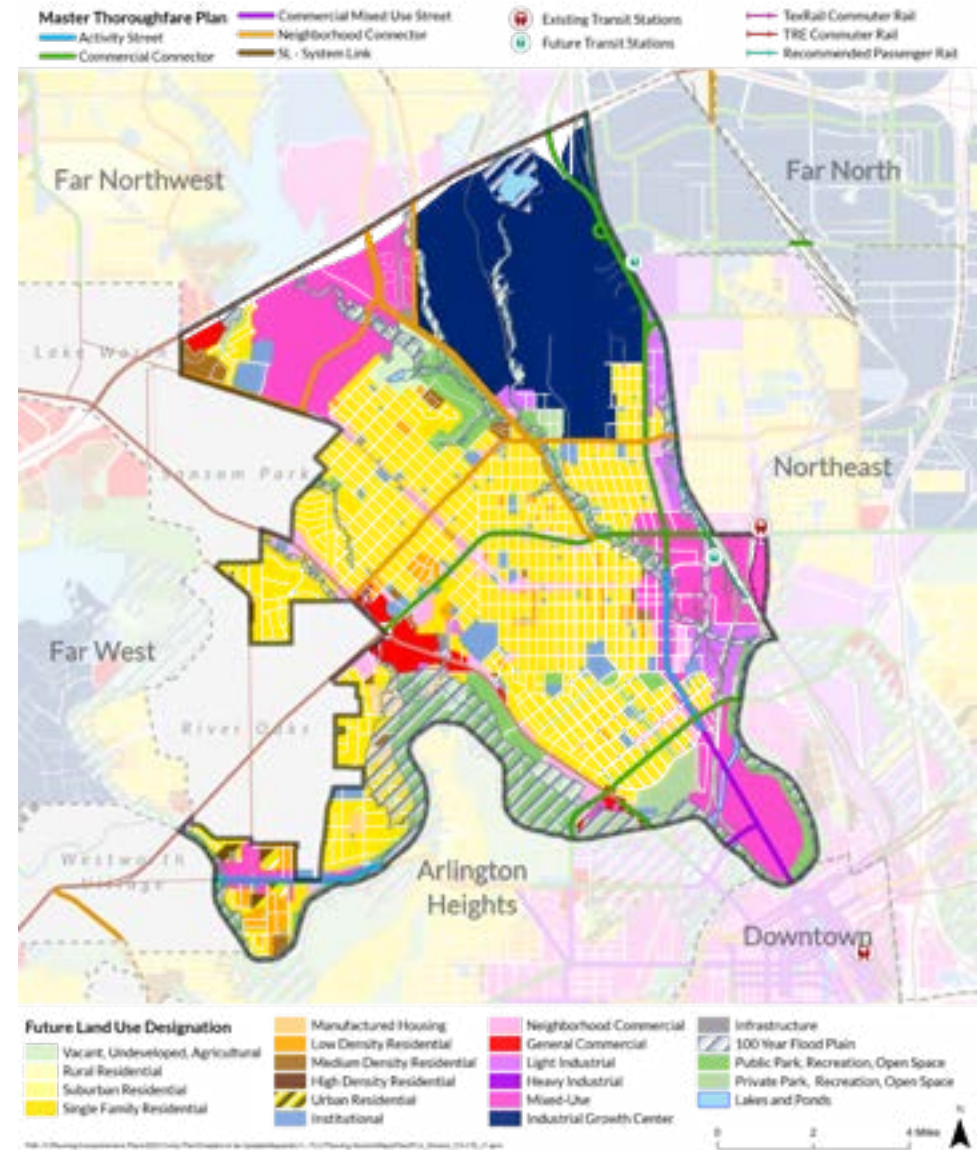 Master Thoroughfare Plan
Activity Street
Commercial Connector
Commercial Mixed Use Street
Neighborhood Connector
SL - System Link
Existing Transit Stations
Future Transit Stations
TexRail Commuter Rail
TRE Commuter Rail
Recommended Passenger Rail
Far Northwest
Far North
Lake Worth
Sansom Park
Northeast
Far West
River Oaks
Westworth
Village
Arlington
Heights
Downtown
Future Land Use Designation
Vacant, Undeveloped, Agricultural
Rural Residential
Suburban Residential
Single Family Residential
Manufactured Housing
Low Density Residential
Medium Density Residential
High Density Residential
Urban Residential
Institutional
Neighborhood Commercial
General Commercial
Light Industrial
Heavy Industrial
Mixed-Use
Industrial Growth Center
Infrastructure
100 Year Flood Plain
Public Park, Recreation, Open Space
Private Park, Recreation, Open Space
Lakes and Ponds
N
0 2 4 Miles